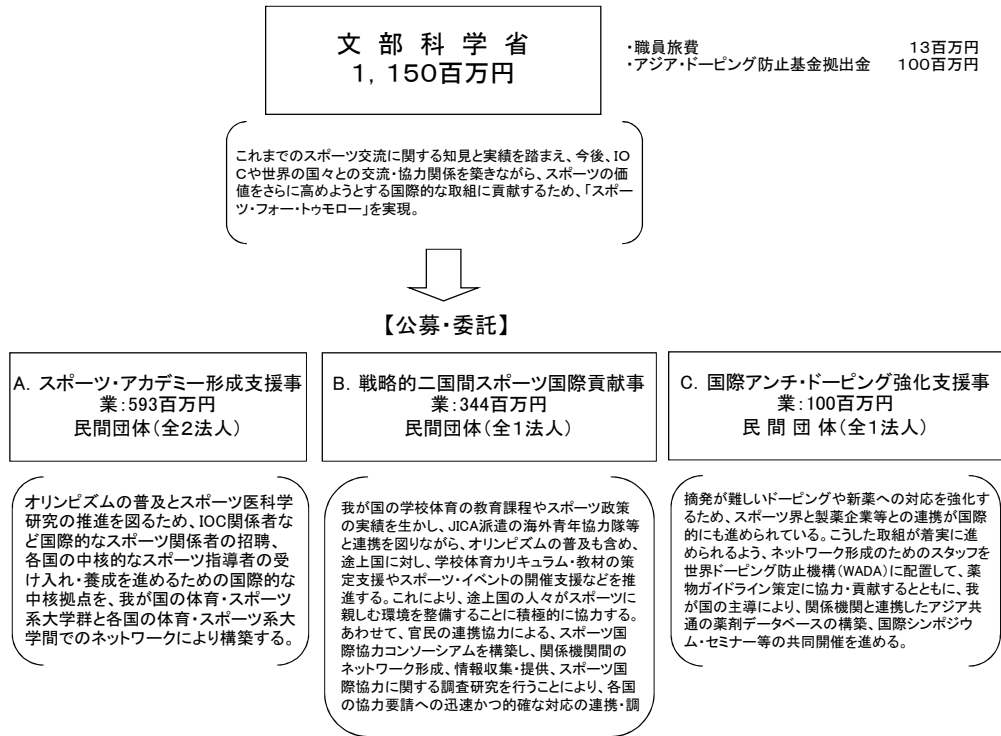 文 部 科 学 省
1, 150百万円
・職員旅費 13百万円
・アジア・ドーピング防止基金拠出金 100百万円
これまでのスポーツ交流に関する知見と実績を踏まえ、今後、IO
Cや世界の国々との交流・協力関係を築きながら、スポーツの価
値をさらに高めようとする国際的な取組に貢献するため、「スポー
ツ・フォー・トゥモロー」を実現。
【公募・委託】
A. スポーツ・アカデミー形成支援事
業:593百万円
民間団体(全2法人)
オリンピズムの普及とスポーツ医科学
研究の推進を図るため、IOC関係者な
ど国際的なスポーツ関係者の招聘、
各国の中核的なスポーツ指導者の受
け入れ・養成を進めるための国際的な
中核拠点を、我が国の体育・スポーツ
系大学群と各国の体育・スポーツ系大
学間でのネットワークにより構築する。
B. 戦略的二国間スポーツ国際貢献事
業:344百万円
民間団体(全1法人)
我が国の学校体育の教育課程やスポーツ政策
の実績を生かし、JICA派遣の海外青年協力隊等
と連携を図りながら、オリンピズムの普及も含め、
途上国に対し、学校体育カリキュラム・教材の策
定支援やスポーツ・イベントの開催支援などを推
進する。これにより、途上国の人々がスポーツに
親しむ環境を整備することに積極的に協力する。
あわせて、官民の連携協力による、スポーツ国
際協力コンソーシアムを構築し、関係機関間の
ネットワーク形成、情報収集・提供、スポーツ国
際協力に関する調査研究を行うことにより、各国
の協力要請への迅速かつ的確な対応の連携・調
C. 国際アンチ・ドーピング強化支援事
業:100百万円
民 間 団 体(全1法人)
摘発が難しいドーピングや新薬への対応を強化す
るため、スポーツ界と製薬企業等との連携が国際
的にも進められている。こうした取組が着実に進
められるよう、ネットワーク形成のためのスタッフを
世界ドーピング防止機構(WADA)に配置して、薬
物ガイドライン策定に協力・貢献するとともに、我
が国の主導により、関係機関と連携したアジア共
通の薬剤データベースの構築、国際シンポジウ
ム・セミナー等の共同開催を進める。